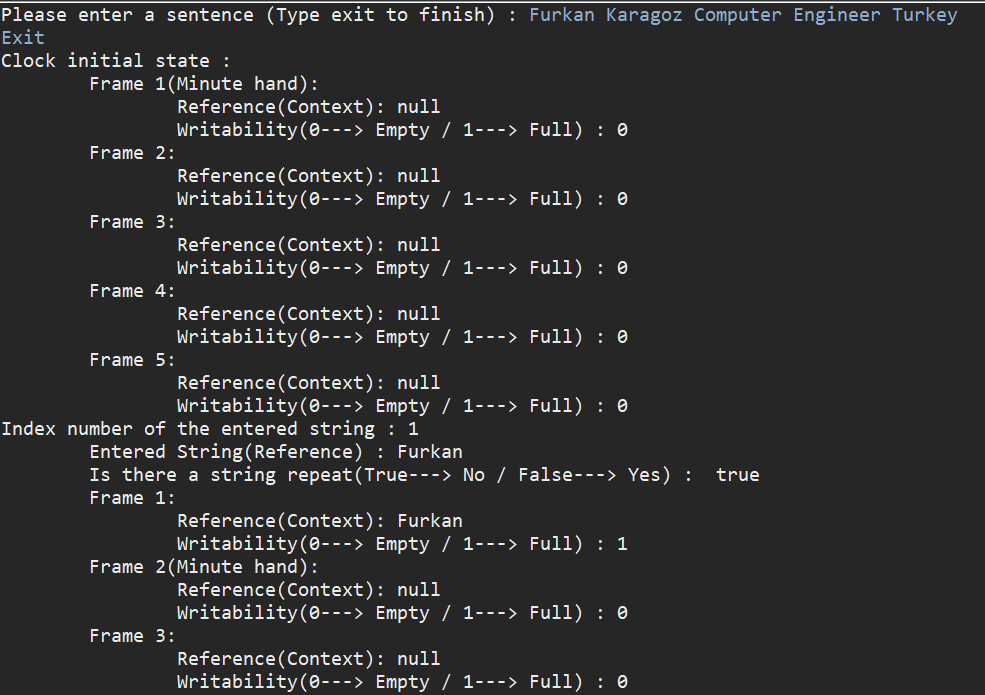 Please enter a sentence (Type exit to finish) : Furkan Karagoz Computer Engineer Turkey
Exit
Clock initial state :
Frame 1(Minute hand):
Reference(Context): null
Writability(0---> Empty / 1---> Full) : 0
Frame 2:
Reference(Context): null
Writability(0---> Empty / 1---> Full) : 0
Frame 3:
Reference(Context): null
Writability(0---> Empty / 1---> Full) : 0
Frame 4:
Reference(Context): null
Writability(0---> Empty / 1---> Full) : 0
Frame 5:
Reference(Context): null
Writability(0---> Empty / 1---> Full) : 0
Index number of the entered string : 1
Entered String(Reference) : Furkan
Is there a string repeat(True---> No / False---> Yes) :  true
Frame 1:
Reference(Context): Furkan
Writability(0---> Empty / 1---> Full) : 1
Frame 2(Minute hand):
Reference(Context): null
Writability(0---> Empty / 1---> Full) : 0
Frame 3:
Reference(Context): null
Writability(0---> Empty / 1---> Full) : 0